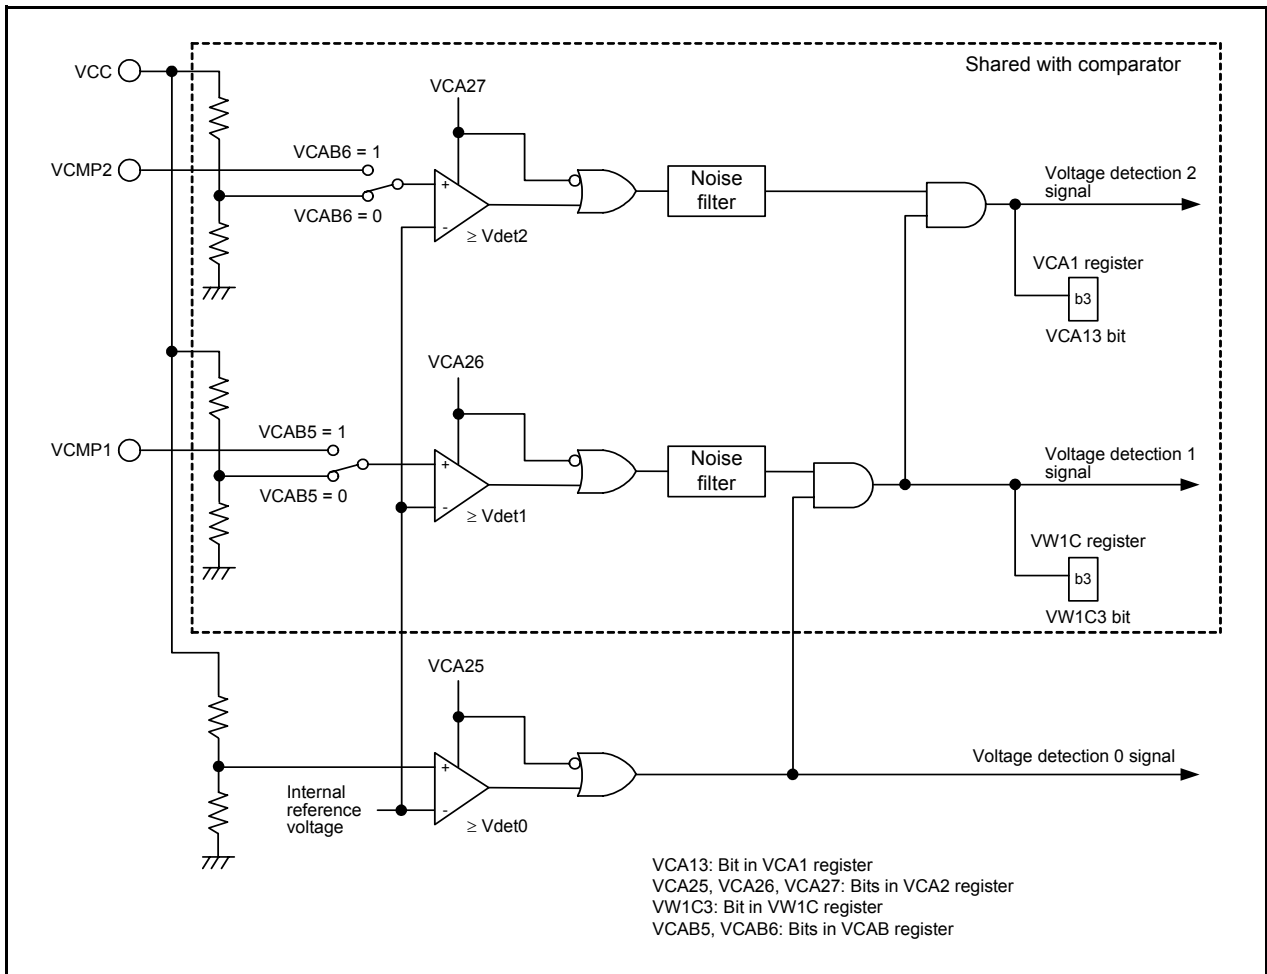 Shared with comparator
VCC
VCA27
VCMP2
VCAB6 = 1
VCAB6 = 0
+
-
≥ Vdet2
Noise
filter
Voltage detection 2
signal
VCA1 register
b3
VCA13 bit
VCA26
VCMP1
VCAB5 = 1
VCAB5 = 0
+
-
≥ Vdet1
Noise
filter
Voltage detection 1
signal
VW1C register
b3
VW1C3 bit
VCA25
+
-
Internal
reference
voltage
≥ Vdet0
Voltage detection 0 signal
VCA13: Bit in VCA1 register
VCA25, VCA26, VCA27: Bits in VCA2 register
VW1C3: Bit in VW1C register
VCAB5, VCAB6: Bits in VCAB register